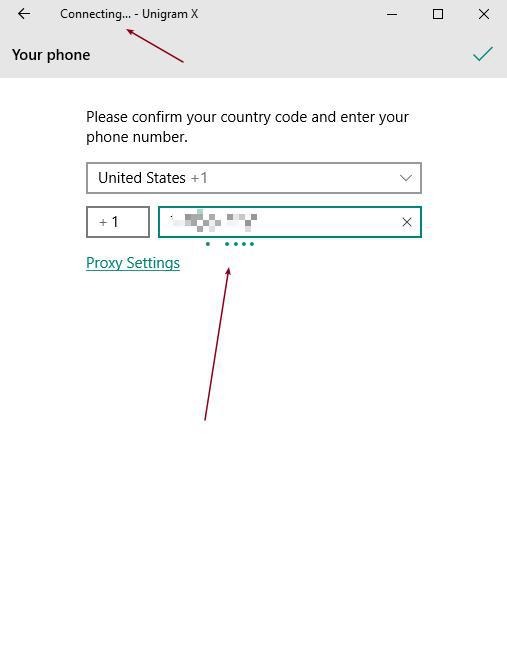 Connecting... - Unigram X
Your phone
Please confirm your country code and enter your
phone number.
United States +1
+ 1
Proxy Settings